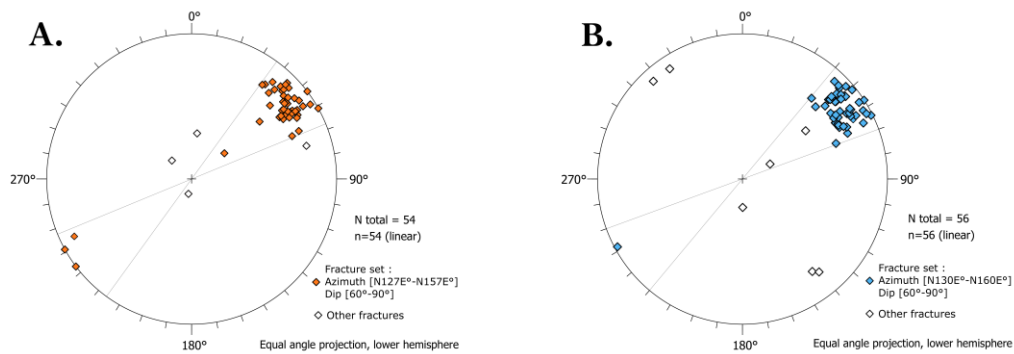 A.
0°
270°
90°
180°
N total = 54
n=54 (linear)
Fracture set :
Azimuth [N127E°-N157E°]
Dip [60°-90°]
Other fractures
Equal angle projection, lower hemisphere
B.
0°
270°
90°
180°
N total = 56
n=56 (linear)
Fracture set :
Azimuth [N130E°-N160E°]
Dip [60°-90°]
Other fractures
Equal angle projection, lower hemisphere